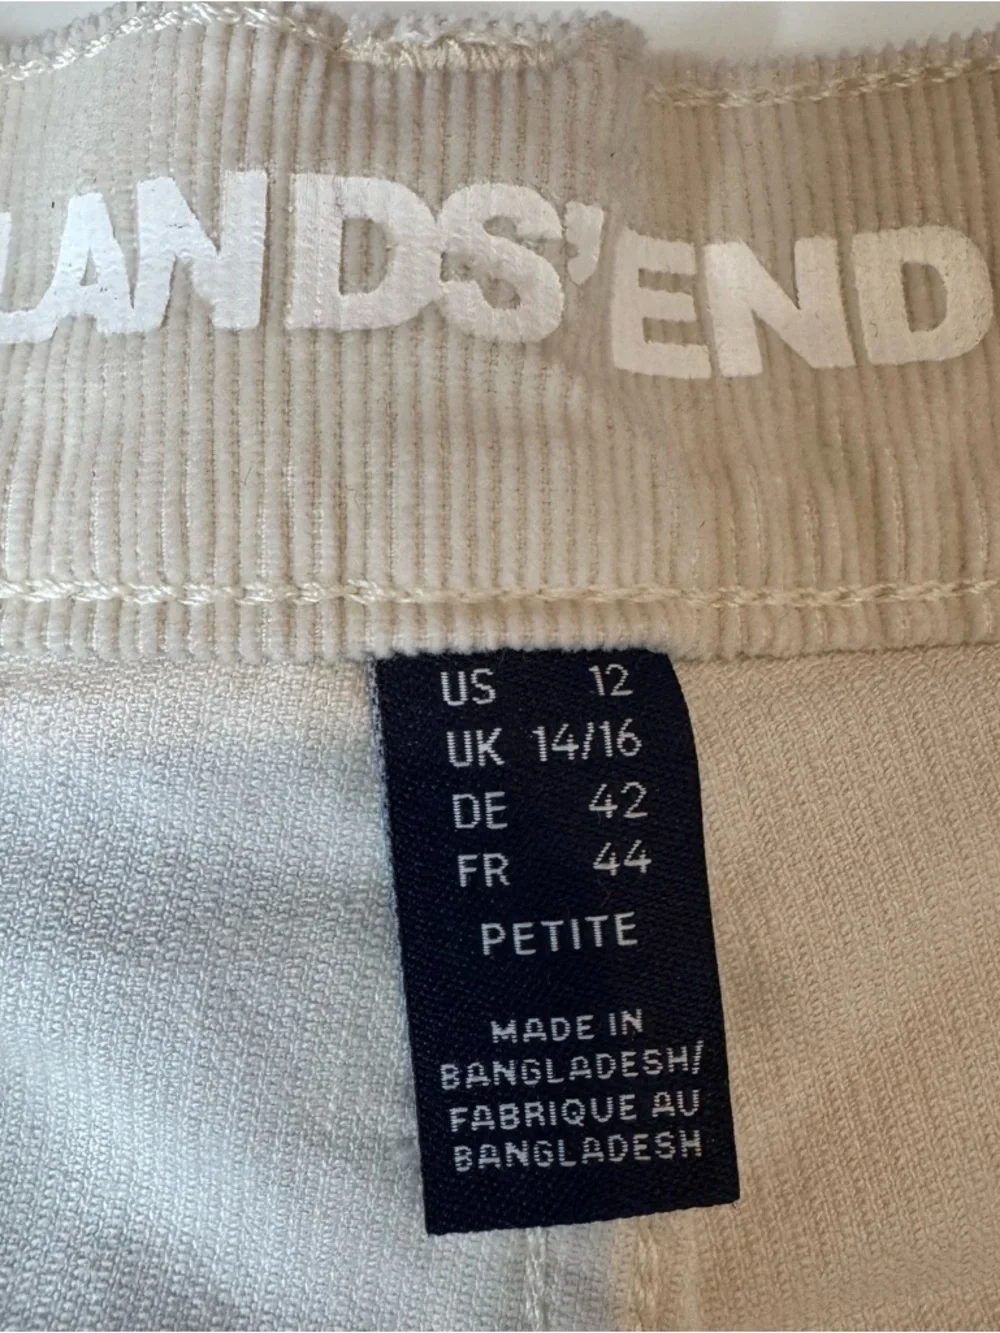 LANDS' END
US 12
UK 14/16
DE 42
FR 44
PETITE
MADE IN
BANGLADESH/
FABRIQUE AU
BANGLADESH